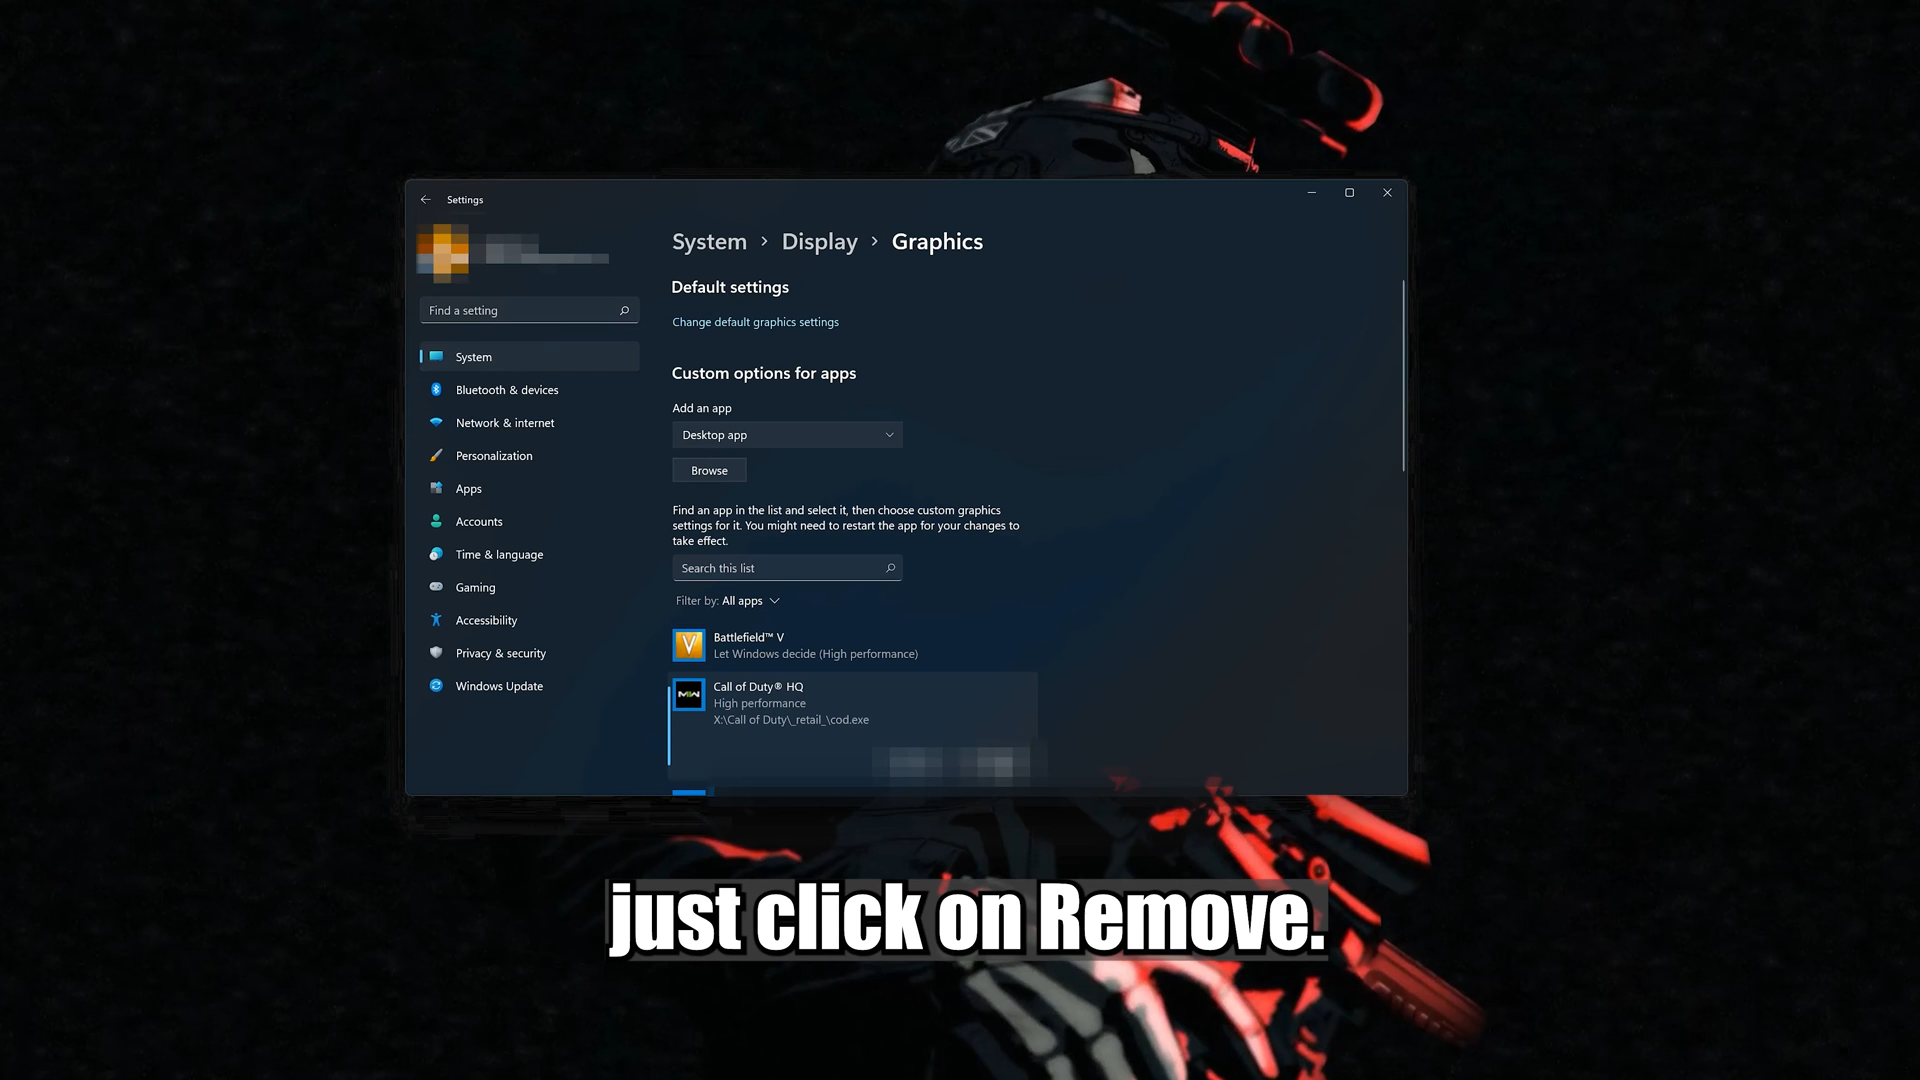 Settings
System > Display > Graphics
Default settings
Find a setting
Change default graphics settings
System
Bluetooth & devices
Network & internet
Personalization
Apps
Accounts
Time & language
Gaming
Accessibility
Privacy & security
Windows Update
Custom options for apps
Add an app
Desktop app
Browse
Find an app in the list and select it, then choose custom graphics
settings for it. You might need to restart the app for your changes to
take effect.
Search this list
Filter by: All apps
V
Battlefield™ V
Let Windows decide (High performance)
MW
Call of Duty® HQ
High performance
X:\Call of Duty\_retail_\cod.exe
just click on Remove.